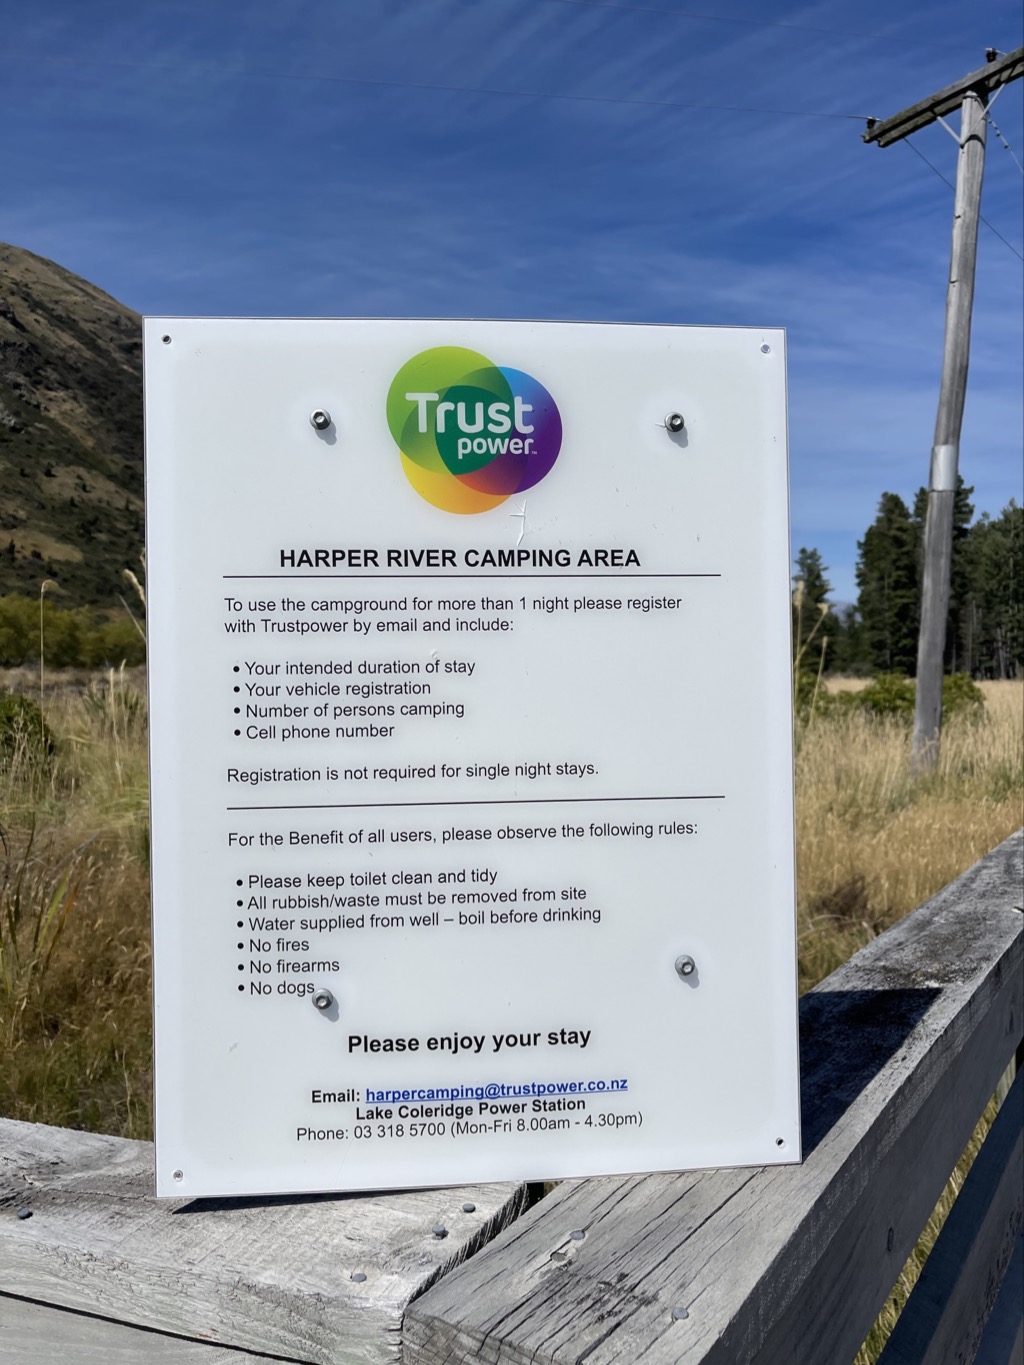 Trust
power™
HARPER RIVER CAMPING AREA
To use the campground for more than 1 night please register
with Trustpower by email and include:
• Your intended duration of stay
• Your vehicle registration
• Number of persons camping
• Cell phone number
Registration is not required for single night stays.
For the Benefit of all users, please observe the following rules:
• Please keep toilet clean and tidy
• All rubbish/waste must be removed from site
• Water supplied from well – boil before drinking
• No fires
• No firearms
• No dogs
Please enjoy your stay
Email: harpercamping@trustpower.co.nz
Lake Coleridge Power Station
Phone: 03 318 5700 (Mon-Fri 8.00am - 4.30pm)